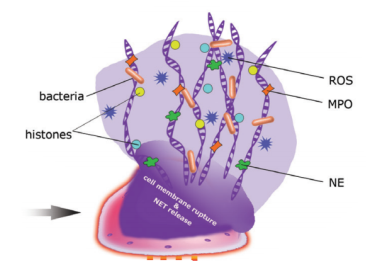 ROS
bacteria
MPO
histones
NE
cell membrane rupture
&
NET release